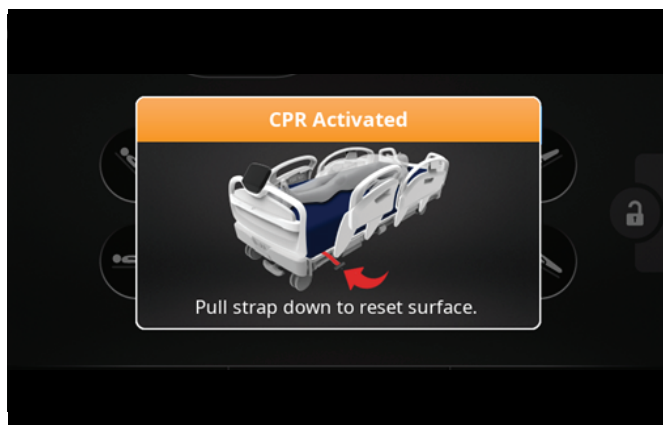 CPR Activated
Pull strap down to reset surface.